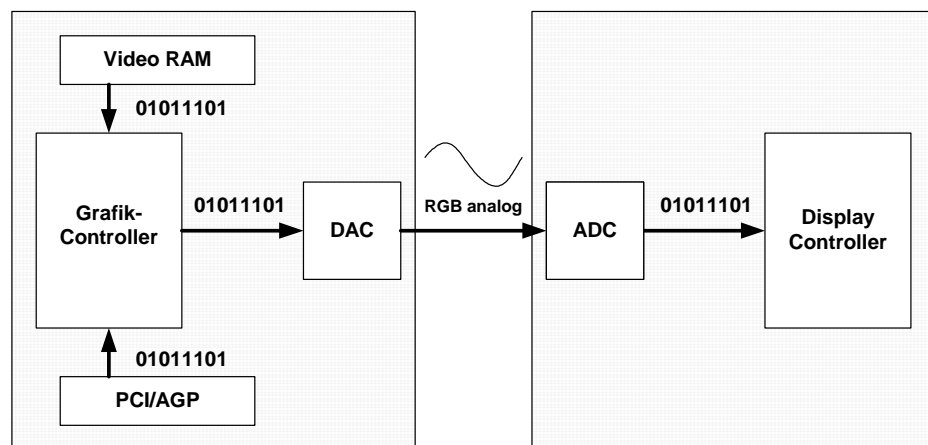 Video RAM
01011101
Grafik-
Controller
01011101
DAC
RGB analog
ADC
01011101
Display
Controller
01011101
PCI/AGP